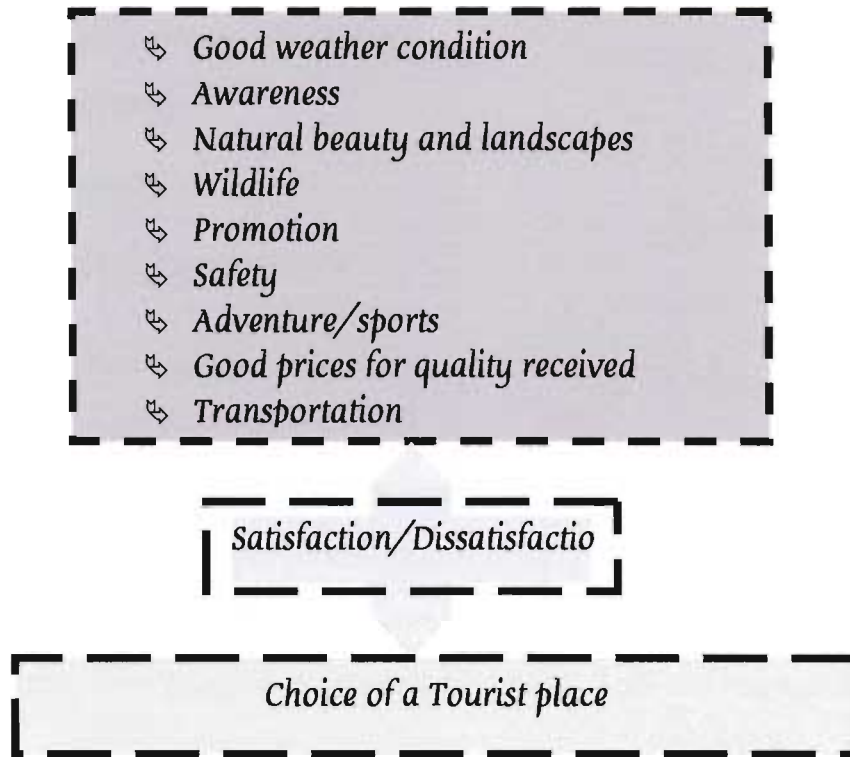 Good weather condition
Awareness
Natural beauty and landscapes
Wildlife
Promotion
Safety
Adventure/sports
Good prices for quality received
Transportation
Satisfaction/Dissatisfactio
Choice of a Tourist place